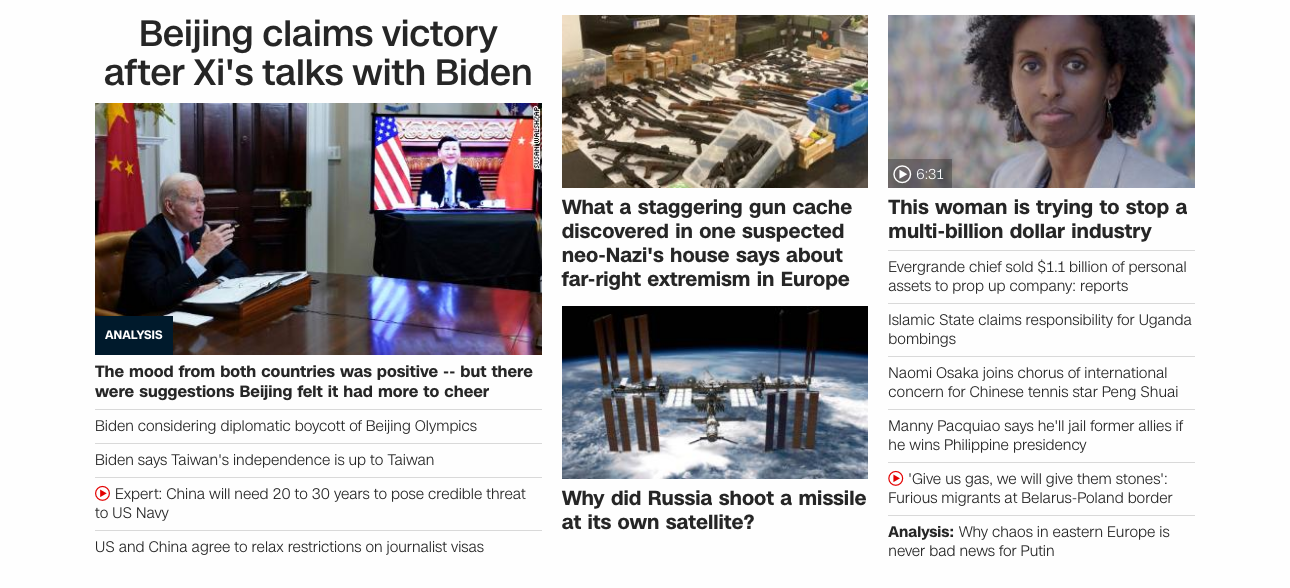 Beijing claims victory
after Xi's talks with Biden
SUSAN WALSH/AP
ANALYSIS
The mood from both countries was positive -- but there
were suggestions Beijing felt it had more to cheer
Biden considering diplomatic boycott of Beijing Olympics
Biden says Taiwan's independence is up to Taiwan
Expert: China will need 20 to 30 years to pose credible threat
to US Navy
US and China agree to relax restrictions on journalist visas
What a staggering gun cache
discovered in one suspected
neo-Nazi's house says about
far-right extremism in Europe
Why did Russia shoot a missile
at its own satellite?
6:31
This woman is trying to stop a
multi-billion dollar industry
Evergrande chief sold $1.1 billion of personal
assets to prop up company: reports
Islamic State claims responsibility for Uganda
bombings
Naomi Osaka joins chorus of international
concern for Chinese tennis star Peng Shuai
Manny Pacquiao says he'll jail former allies if
he wins Philippine presidency
'Give us gas, we will give them stones':
Furious migrants at Belarus-Poland border
Analysis: Why chaos in eastern Europe is
never bad news for Putin